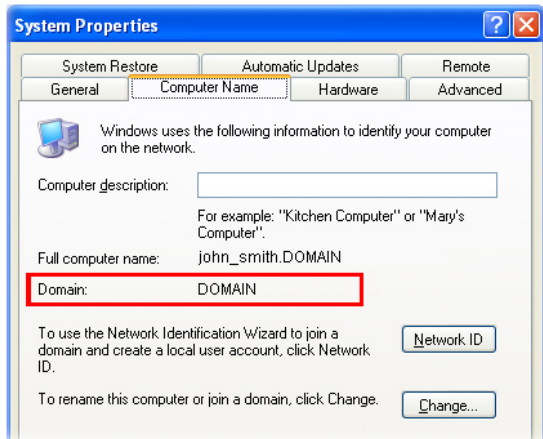 System Properties
System Restore Automatic Updates Remote
General Computer Name Hardware Advanced
Windows uses the following information to identify your computer
on the network.
Computer description:
For example: "Kitchen Computer" or "Mary's
Computer".
Full computer name: john_smith.DOMAIN
Domain: DOMAIN
To use the Network Identification Wizard to join a
domain and create a local user account, click Network
ID.
Network ID
To rename this computer or join a domain, click Change.
Change...